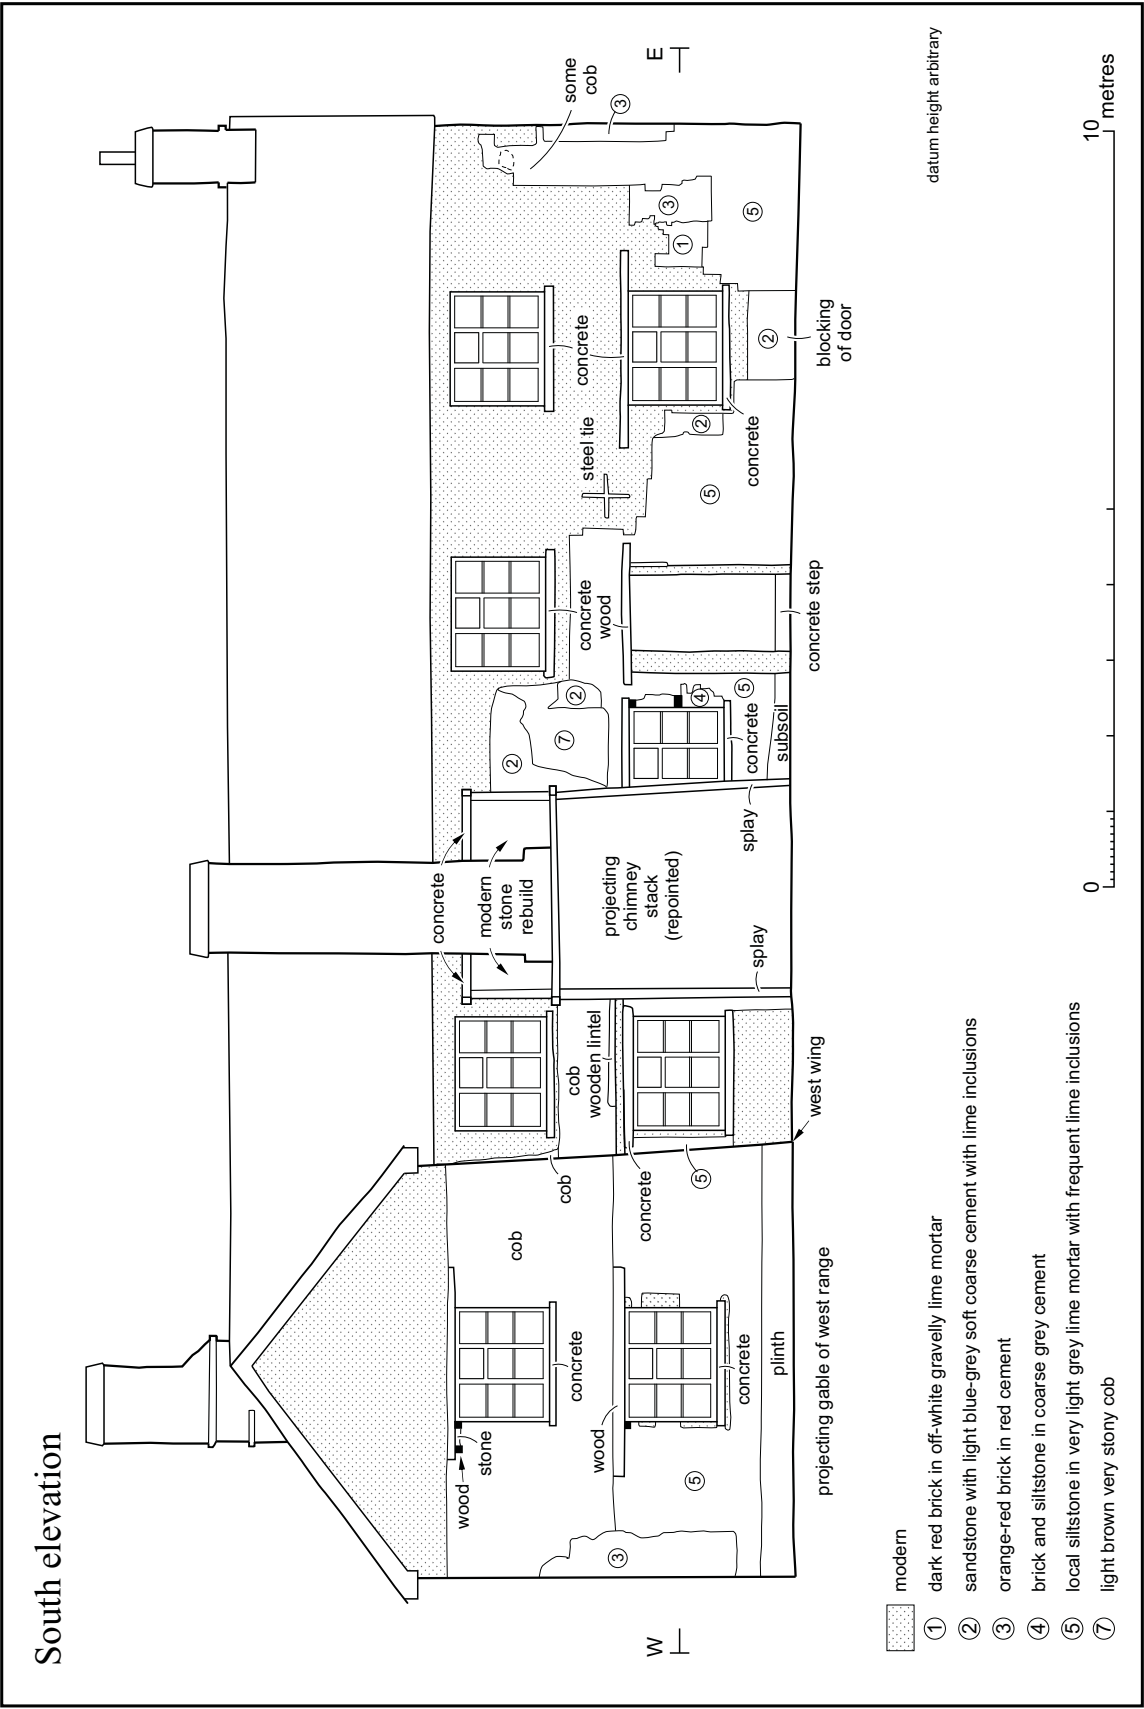 South elevation
W
E
some
cob
3
3
1
5
2
blocking
of door
concrete
concrete
2
steel tie
5
concrete
wood
concrete step
2
7
2
4
5
concrete
subsoil
splay
concrete
modern
stone
rebuild
projecting
chimney
stack
(repointed)
splay
cob
wooden lintel
west wing
cob
concrete
5
cob
concrete
wood
stone
wood
concrete
plinth
5
3
projecting gable of west range
modern
1 dark red brick in off-white gravelly lime mortar
2 sandstone with light blue-grey soft coarse cement with lime inclusions
3 orange-red brick in red cement
4 brick and siltstone in coarse grey cement
5 local siltstone in very light grey lime mortar with frequent lime inclusions
7 light brown very stony cob
datum height arbitrary
0
10
metres